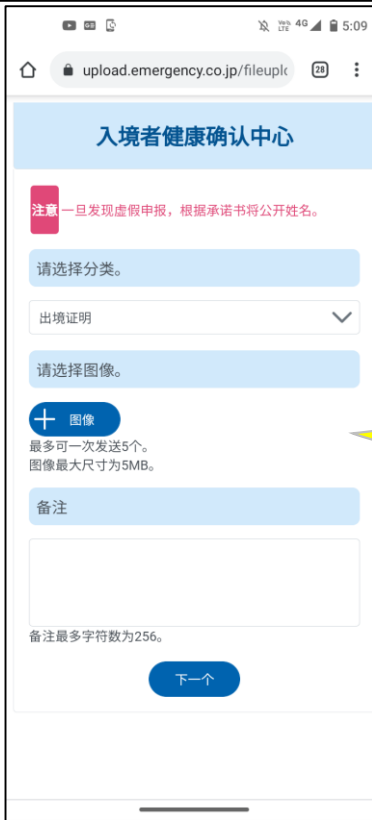 Vo)) LTE 4G 5:09
upload.emergency.co.jp/fileuplc 28
入境者健康确认中心
注意 一旦发现虚假申报，根据承诺书将公开姓名。
请选择分类。
出境证明
请选择图像。
图像
最多可一次发送5个。
图像最大尺寸为5MB。
备注
备注最多字符数为256。
下一个